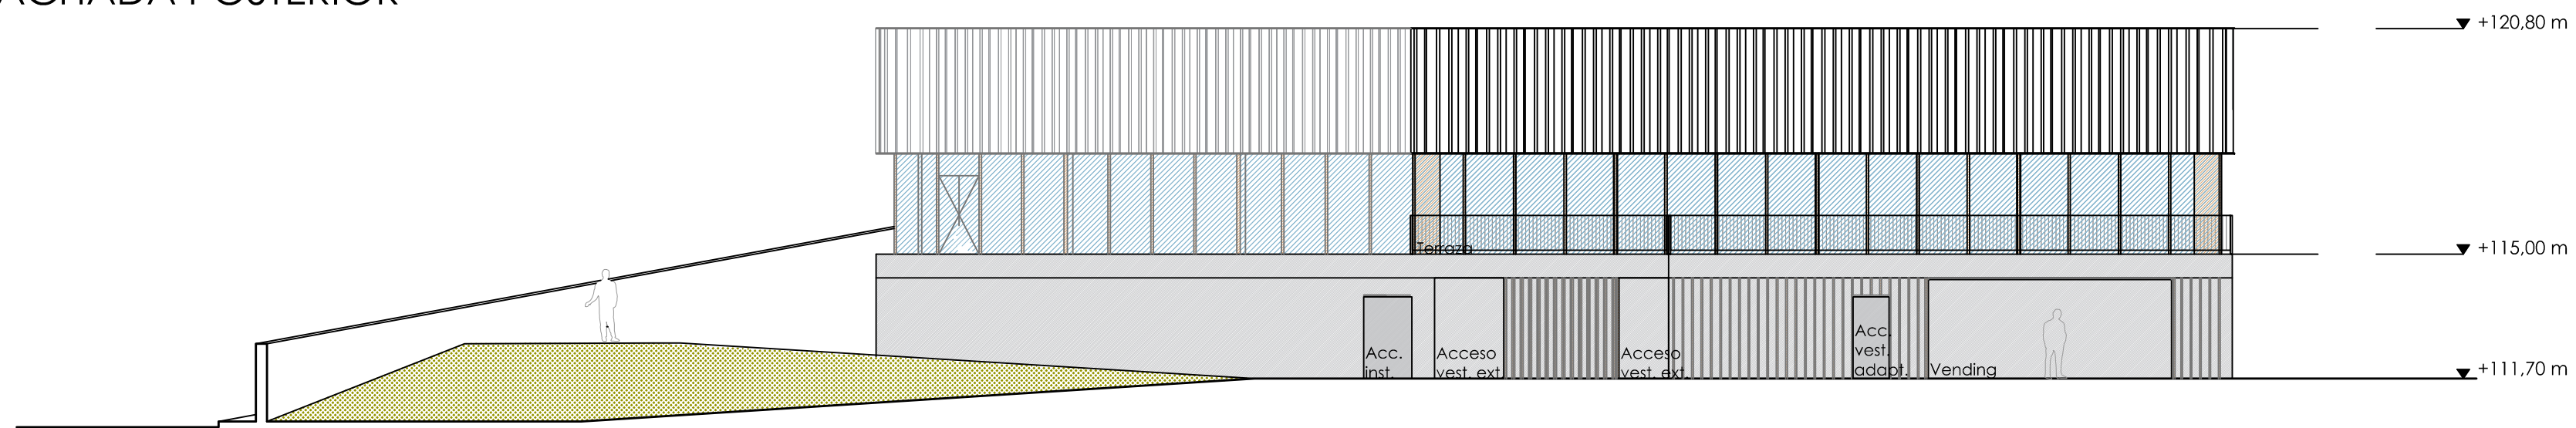 +120,80 m
Terraza
+115,00 m
Acc.
inst.
Acceso
vest. ext.
Acceso
vest. ext.
Acc.
vest.
adapt.
Vending
+111,70 m